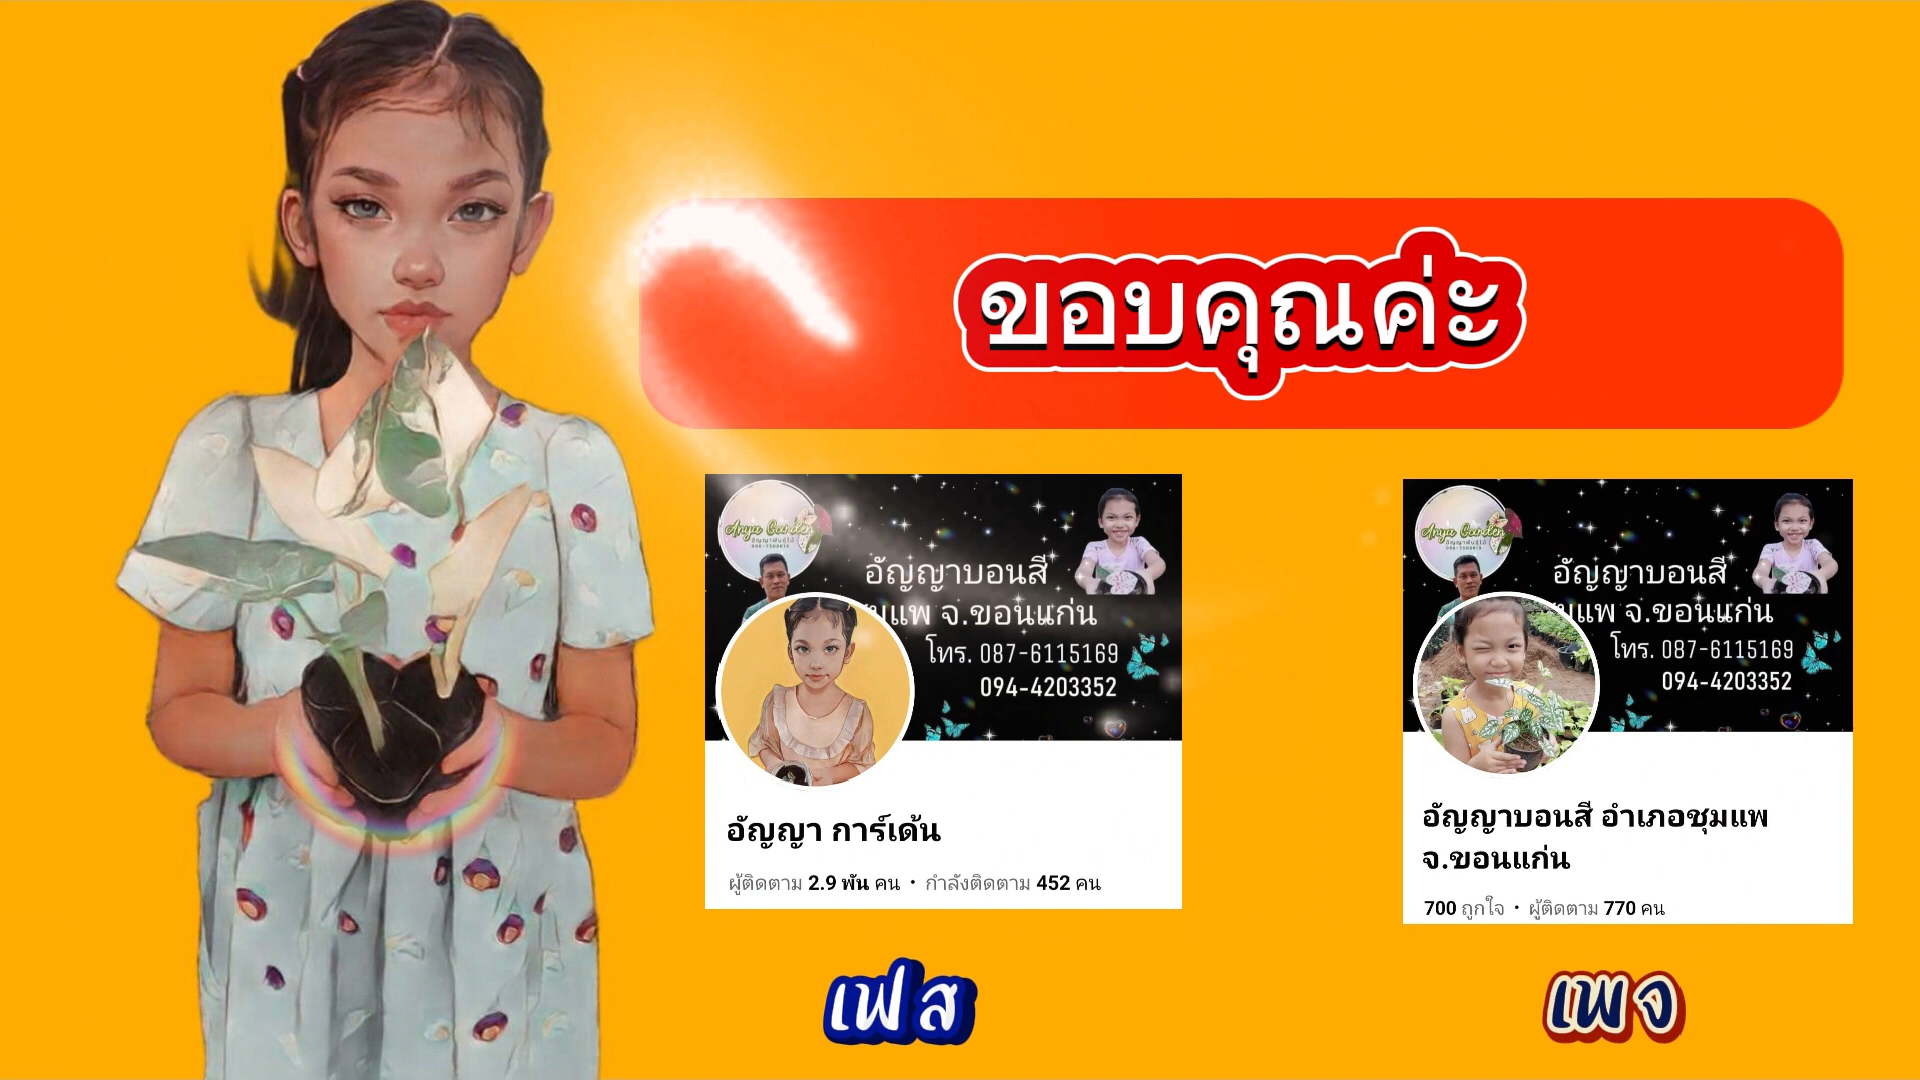 ขอบคุณค่ะ
Anya Garden
อัญญาบอนสี
แพ จ.ขอนแก่น
โทร. 087-6115169
094-4203352
อัญญา การ์เด้น
ผู้ติดตาม 2.9 พัน คน • กำลังติดตาม 452 คน
เฟส
Anya Garden
อัญญาบอนสี
แพ จ.ขอนแก่น
โทร. 087-6115169
094-4203352
อัญญาบอนสี อำเภอชุมแพ
จ.ขอนแก่น
700 ถูกใจ • ผู้ติดตาม 770 คน
เพจ